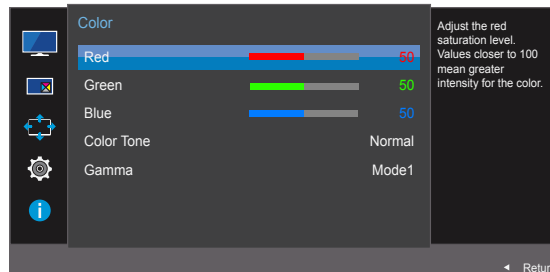 Color
Red 50
Green 50
Blue 50
Color Tone Normal
Gamma Mode1
Adjust the red
saturation level.
Values closer to 100
mean greater
intensity for the color.
Retur